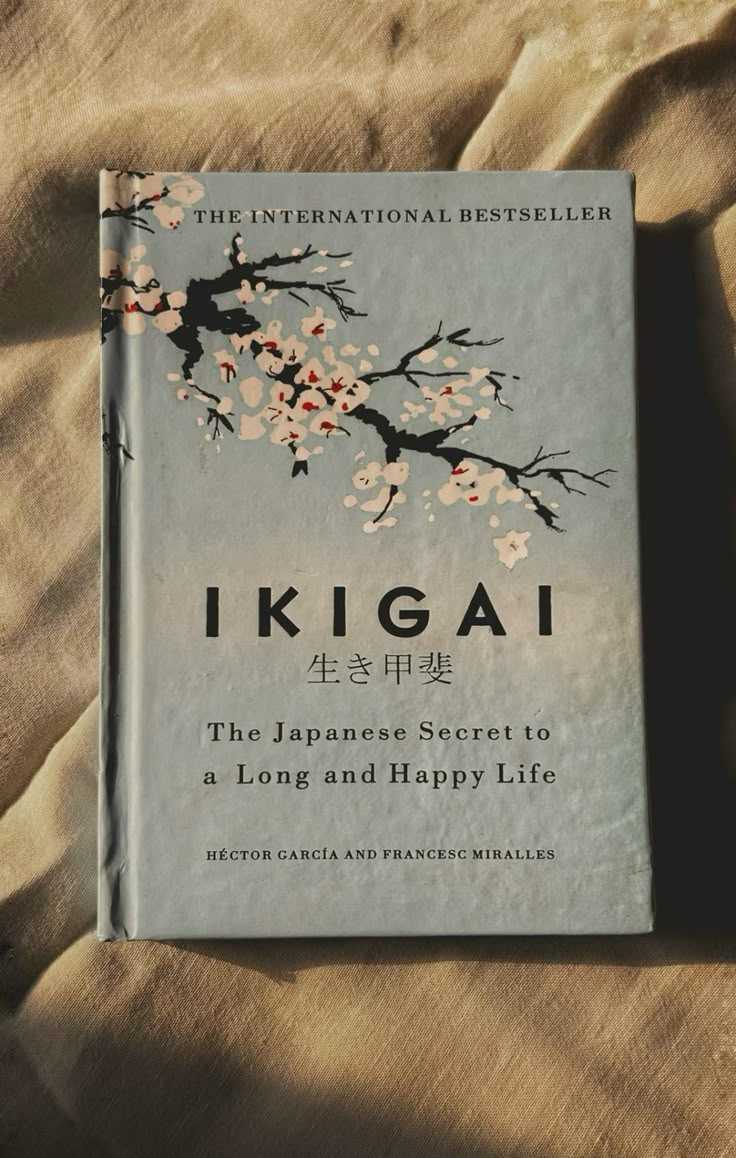 THE INTERNATIONAL BESTSELLER
IKIGAI
生き甲斐
The Japanese Secret to
a Long and Happy Life
HÉCTOR GARCÍA AND FRANCESC MIRALLES